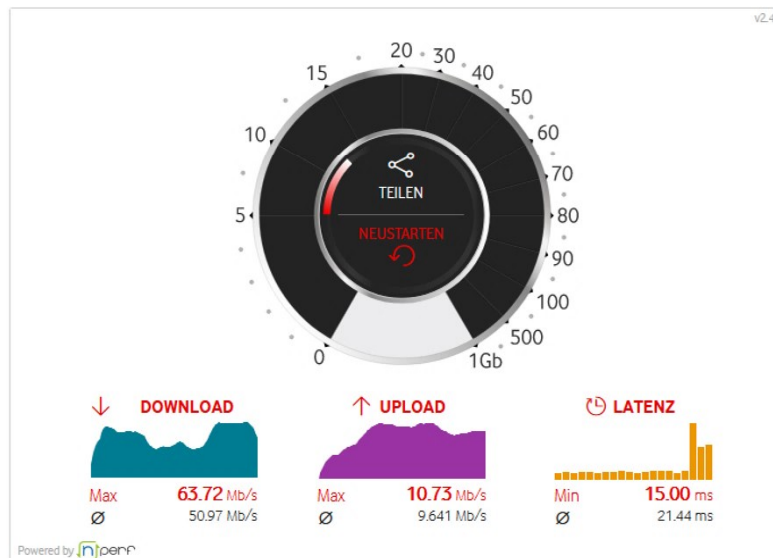 v2.4
20
15 30
10 40
5 50
60
70
80
90
100
500
0 1Gb
TEILEN
NEUSTARTEN
DOWNLOAD
Max 63.72 Mb/s
Ø 50.97 Mb/s
UPLOAD
Max 10.73 Mb/s
Ø 9.641 Mb/s
LATENZ
Min 15.00 ms
Ø 21.44 ms
Powered by nperf